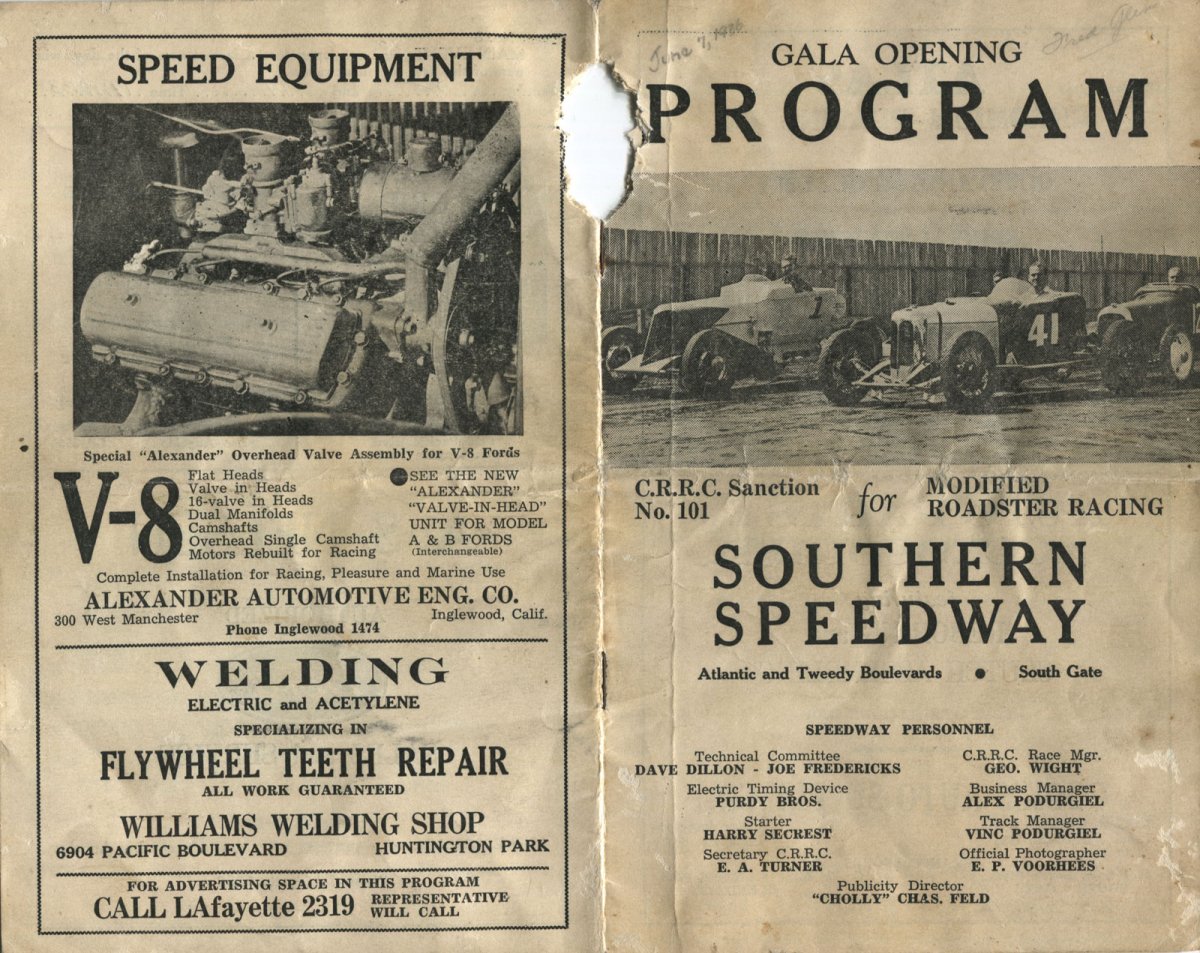 SPEED EQUIPMENT
Special "Alexander" Overhead Valve Assembly for V-8 Fords
V-8
Flat Heads
Valve in Heads
16-valve in Heads
Dual Manifolds
Camshafts
Overhead Single Camshaft
Motors Rebuilt for Racing
SEE THE NEW
"ALEXANDER"
"VALVE-IN-HEAD"
UNIT FOR MODEL
A & B FORDS
(Interchangeable)
Complete Installation for Racing, Pleasure and Marine Use
ALEXANDER AUTOMOTIVE ENG. CO.
300 West Manchester Inglewood, Calif.
Phone Inglewood 1474
WELDING
ELECTRIC and ACETYLENE
SPECIALIZING IN
FLYWHEEL TEETH REPAIR
ALL WORK GUARANTEED
WILLIAMS WELDING SHOP
6904 PACIFIC BOULEVARD HUNTINGTON PARK
FOR ADVERTISING SPACE IN THIS PROGRAM
CALL LAfayette 2319 REPRESENTATIVE
WILL CALL
June 7,
Fred
GALA OPENING
PROGRAM
1
41
C.R.R.C. Sanction
No. 101
for
MODIFIED
ROADSTER RACING
SOUTHERN
SPEEDWAY
Atlantic and Tweedy Boulevards ● South Gate
SPEEDWAY PERSONNEL
Technical Committee
DAVE DILLON - JOE FREDERICKS
Electric Timing Device
PURDY BROS.
Starter
HARRY SECREST
Secretary C.R.R.C.
E. A. TURNER
C.R.R.C. Race Mgr.
GEO. WIGHT
Business Manager
ALEX PODURGIEL
Track Manager
VINC PODURGIEL
Official Photographer
E. P. VOORHEES
Publicity Director
"CHOLLY" CHAS. FELD